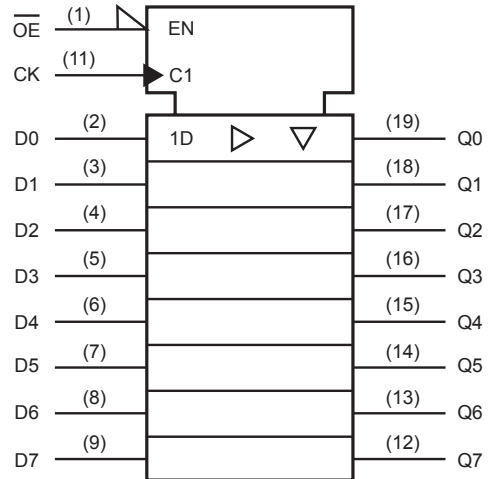 OE (1) EN
CK (11) C1
D0 (2) 1D (19) Q0
D1 (3) (18) Q1
D2 (4) (17) Q2
D3 (5) (16) Q3
D4 (6) (15) Q4
D5 (7) (14) Q5
D6 (8) (13) Q6
D7 (9) (12) Q7